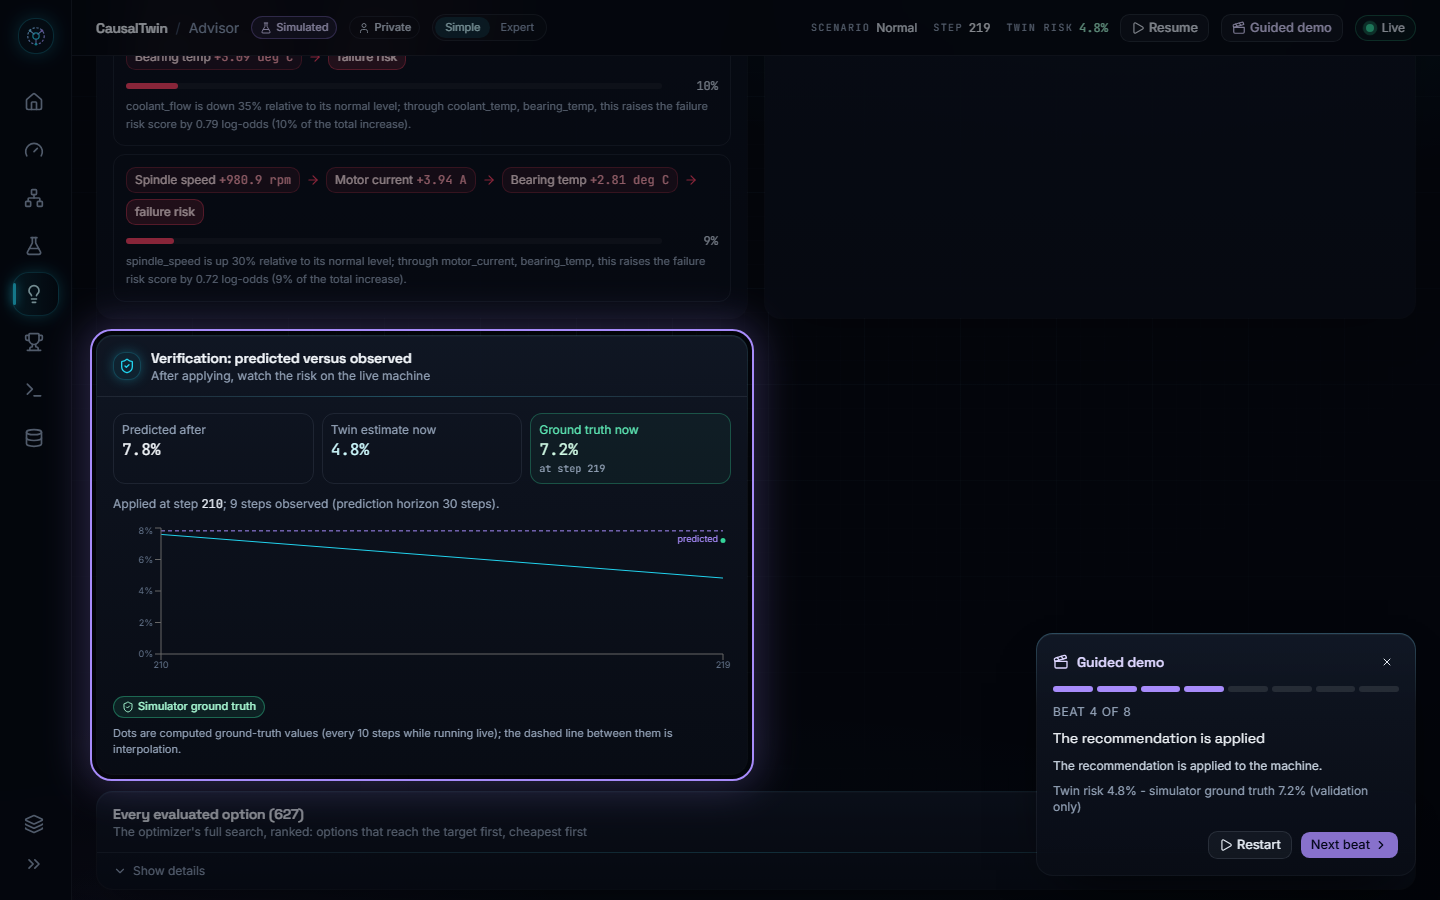 CausalTwin / Advisor Simulated Private Simple Expert SCENARIO Normal STEP 219 TWIN RISK 4.8% Resume Guided demo Live
Bearing temp +3.09 deg C → failure risk
10%
coolant_flow is down 35% relative to its normal level; through coolant_temp, bearing_temp, this raises the failure
risk score by 0.79 log-odds (10% of the total increase).
Spindle speed +980.9 rpm → Motor current +3.94 A → Bearing temp +2.81 deg C →
failure risk
9%
spindle_speed is up 30% relative to its normal level; through motor_current, bearing_temp, this raises the failure
risk score by 0.72 log-odds (9% of the total increase).
Verification: predicted versus observed
After applying, watch the risk on the live machine
Predicted after
7.8%
Twin estimate now
4.8%
Ground truth now
7.2%
at step 219
Applied at step 210; 9 steps observed (prediction horizon 30 steps).
8%
predicted
6%
4%
2%
0%
210 219
Simulator ground truth
Dots are computed ground-truth values (every 10 steps while running live); the dashed line between them is
interpolation.
Every evaluated option (627)
The optimizer's full search, ranked: options that reach the target first, cheapest first
Show details
Guided demo
BEAT 4 OF 8
The recommendation is applied
The recommendation is applied to the machine.
Twin risk 4.8% - simulator ground truth 7.2% (validation
only)
Restart Next beat